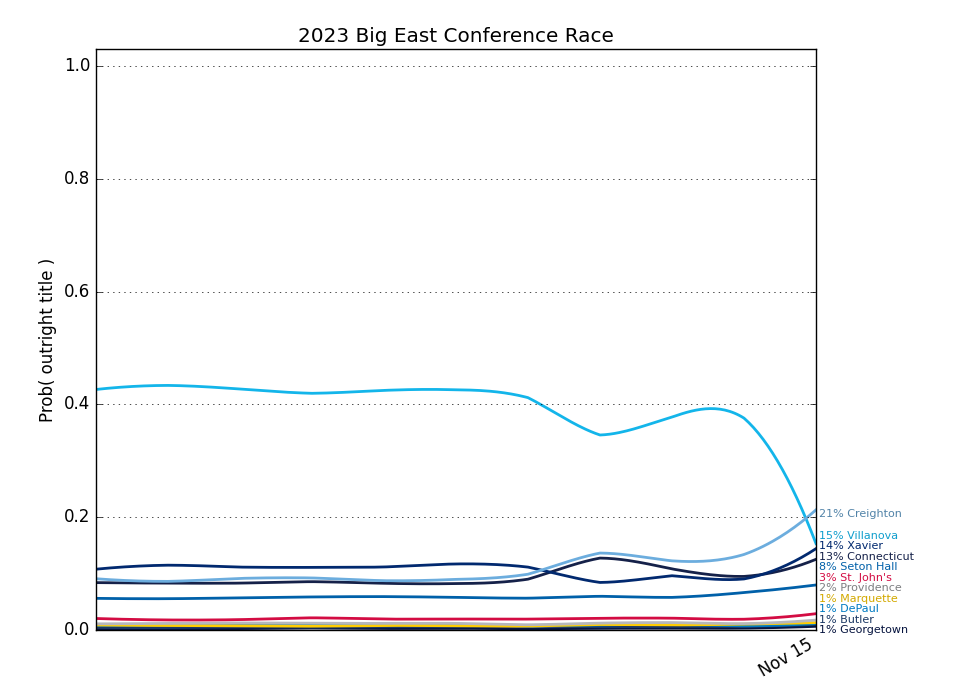 2023 Big East Conference Race
Prob( outright title )
1.0
0.8
0.6
0.4
0.2
0.0
21% Creighton
15% Villanova
14% Xavier
13% Connecticut
8% Seton Hall
3% St. John's
2% Providence
1% Marquette
1% DePaul
1% Butler
1% Georgetown
Nov 15